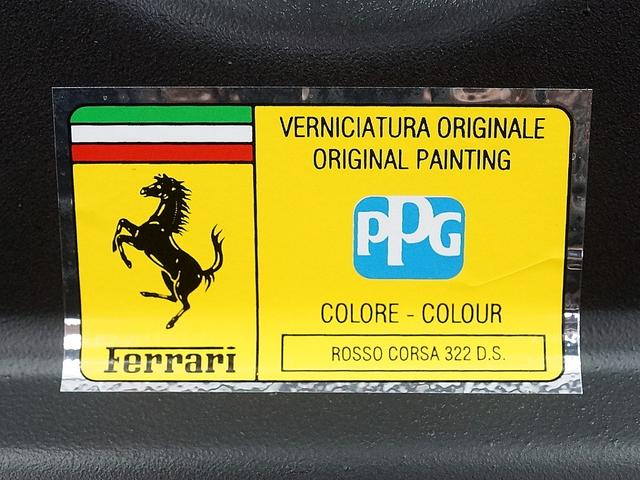 VERNICIATURA ORIGINALE
ORIGINAL PAINTING
PPG
COLORE - COLOUR
ROSSO CORSA 322 D.S.
Ferrari